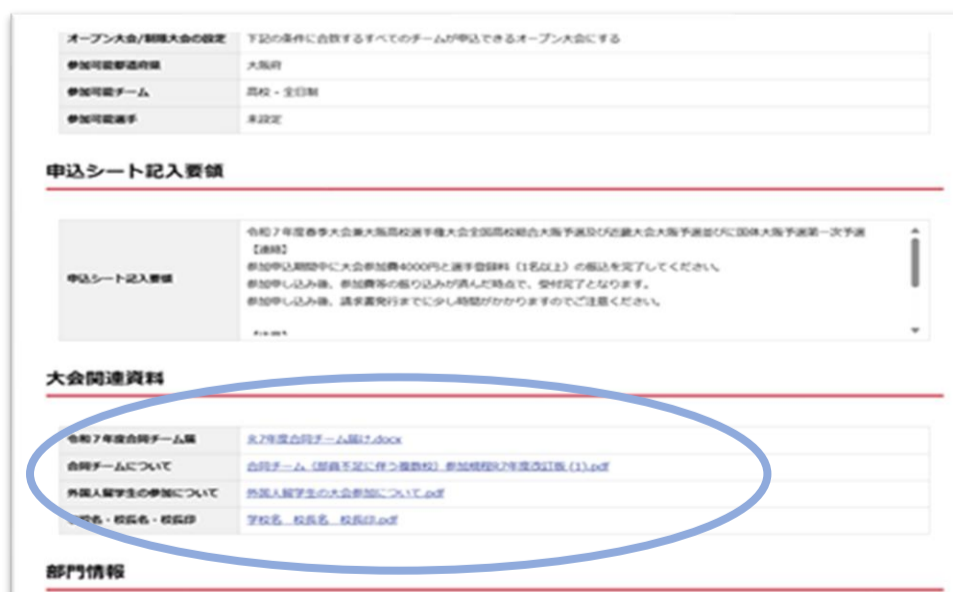 オープン大会/制限大会の設定 下記の条件に合致するすべてのチームが申込できるオープン大会にする
参加可能都道府県 大阪府
参加可能チーム 高校 - 全日制
参加可能選手 未設定
申込シート記入要領
令和7年度春季大会兼大阪高校選手権大会全国高校総合大阪予選及び近畿大会大阪予選並びに国体大阪予選第一次予選
【連絡】
申込シート記入要領 参加申込期間中に大会参加費4000円と選手登録料（1名以上）の振込を完了してください。
参加申し込み後、参加費等の振り込みが済んだ時点で、受付完了となります。
参加申し込み後、請求書発行までに少し時間がかかりますのでご注意ください。
大会関連資料
令和7年度合同チーム届 R7年度合同チーム届け.docx
合同チームについて 合同チーム（部員不足に伴う複数校）参加規程R7年度改訂版 (1).pdf
外国人留学生の参加について 外国人留学生の大会参加について.pdf
学校名・校長名・校長印 学校名 校長名 校長印.pdf
部門情報